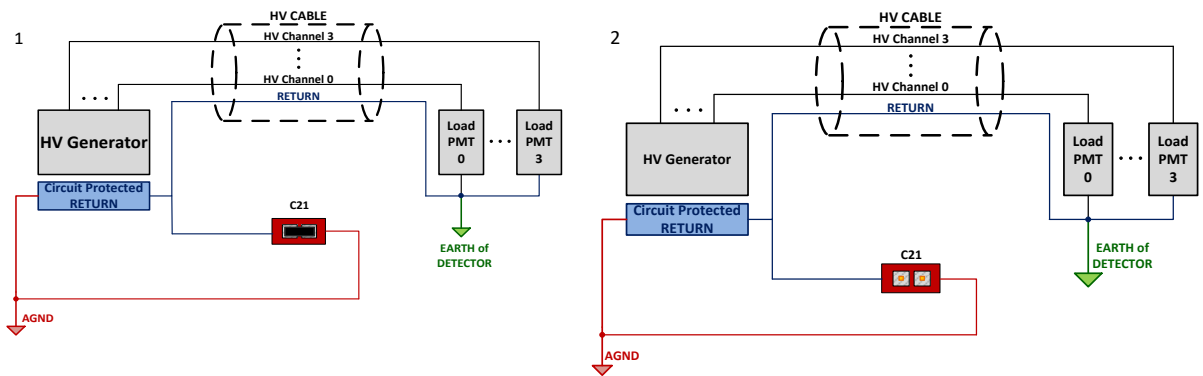 1
HV CABLE
HV Channel 3
HV Channel 0
RETURN
HV Generator
Load
PMT
0
Load
PMT
3
Circuit Protected
RETURN
C21
EARTH of
DETECTOR
AGND
2
HV CABLE
HV Channel 3
HV Channel 0
RETURN
HV Generator
Load
PMT
0
Load
PMT
3
Circuit Protected
RETURN
C21
EARTH of
DETECTOR
AGND